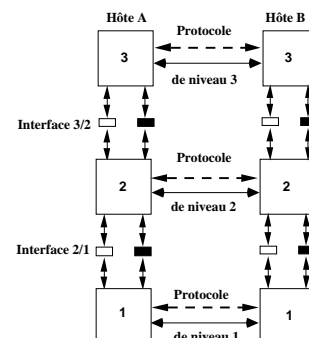 Hôte A Hôte B
Protocole
3 3
de niveau 3
Interface 3/2
Protocole
2 2
de niveau 2
Interface 2/1
Protocole
1 1
de niveau 1